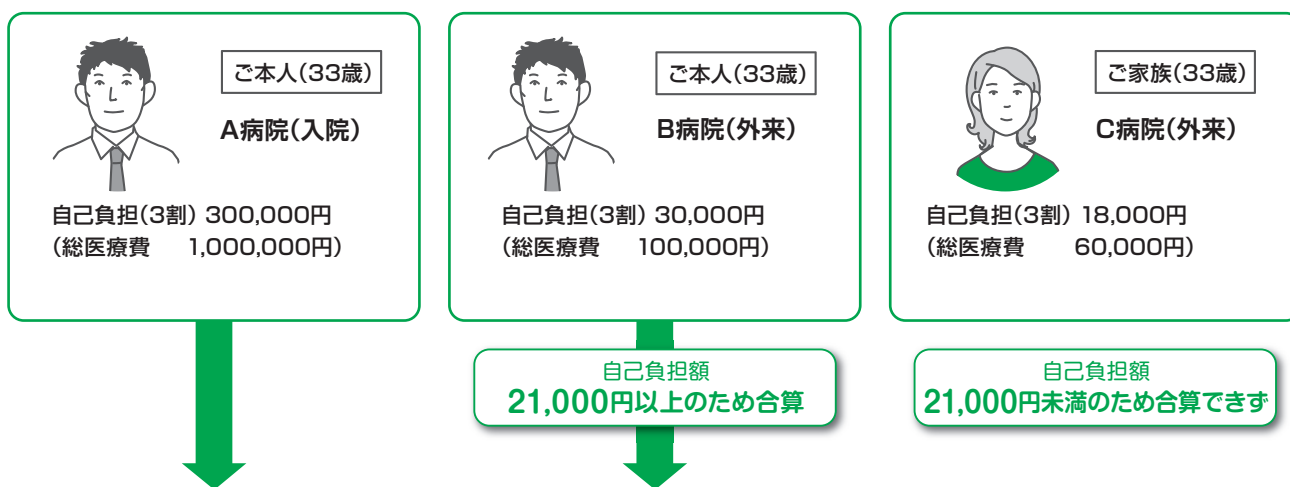 ご本人(33歳)
A病院(入院)
自己負担(3割) 300,000円
(総医療費 1,000,000円)
ご本人(33歳)
B病院(外来)
自己負担(3割) 30,000円
(総医療費 100,000円)
自己負担額
21,000円以上のため合算
ご家族(33歳)
C病院(外来)
自己負担(3割) 18,000円
(総医療費 60,000円)
自己負担額
21,000円未満のため合算できず